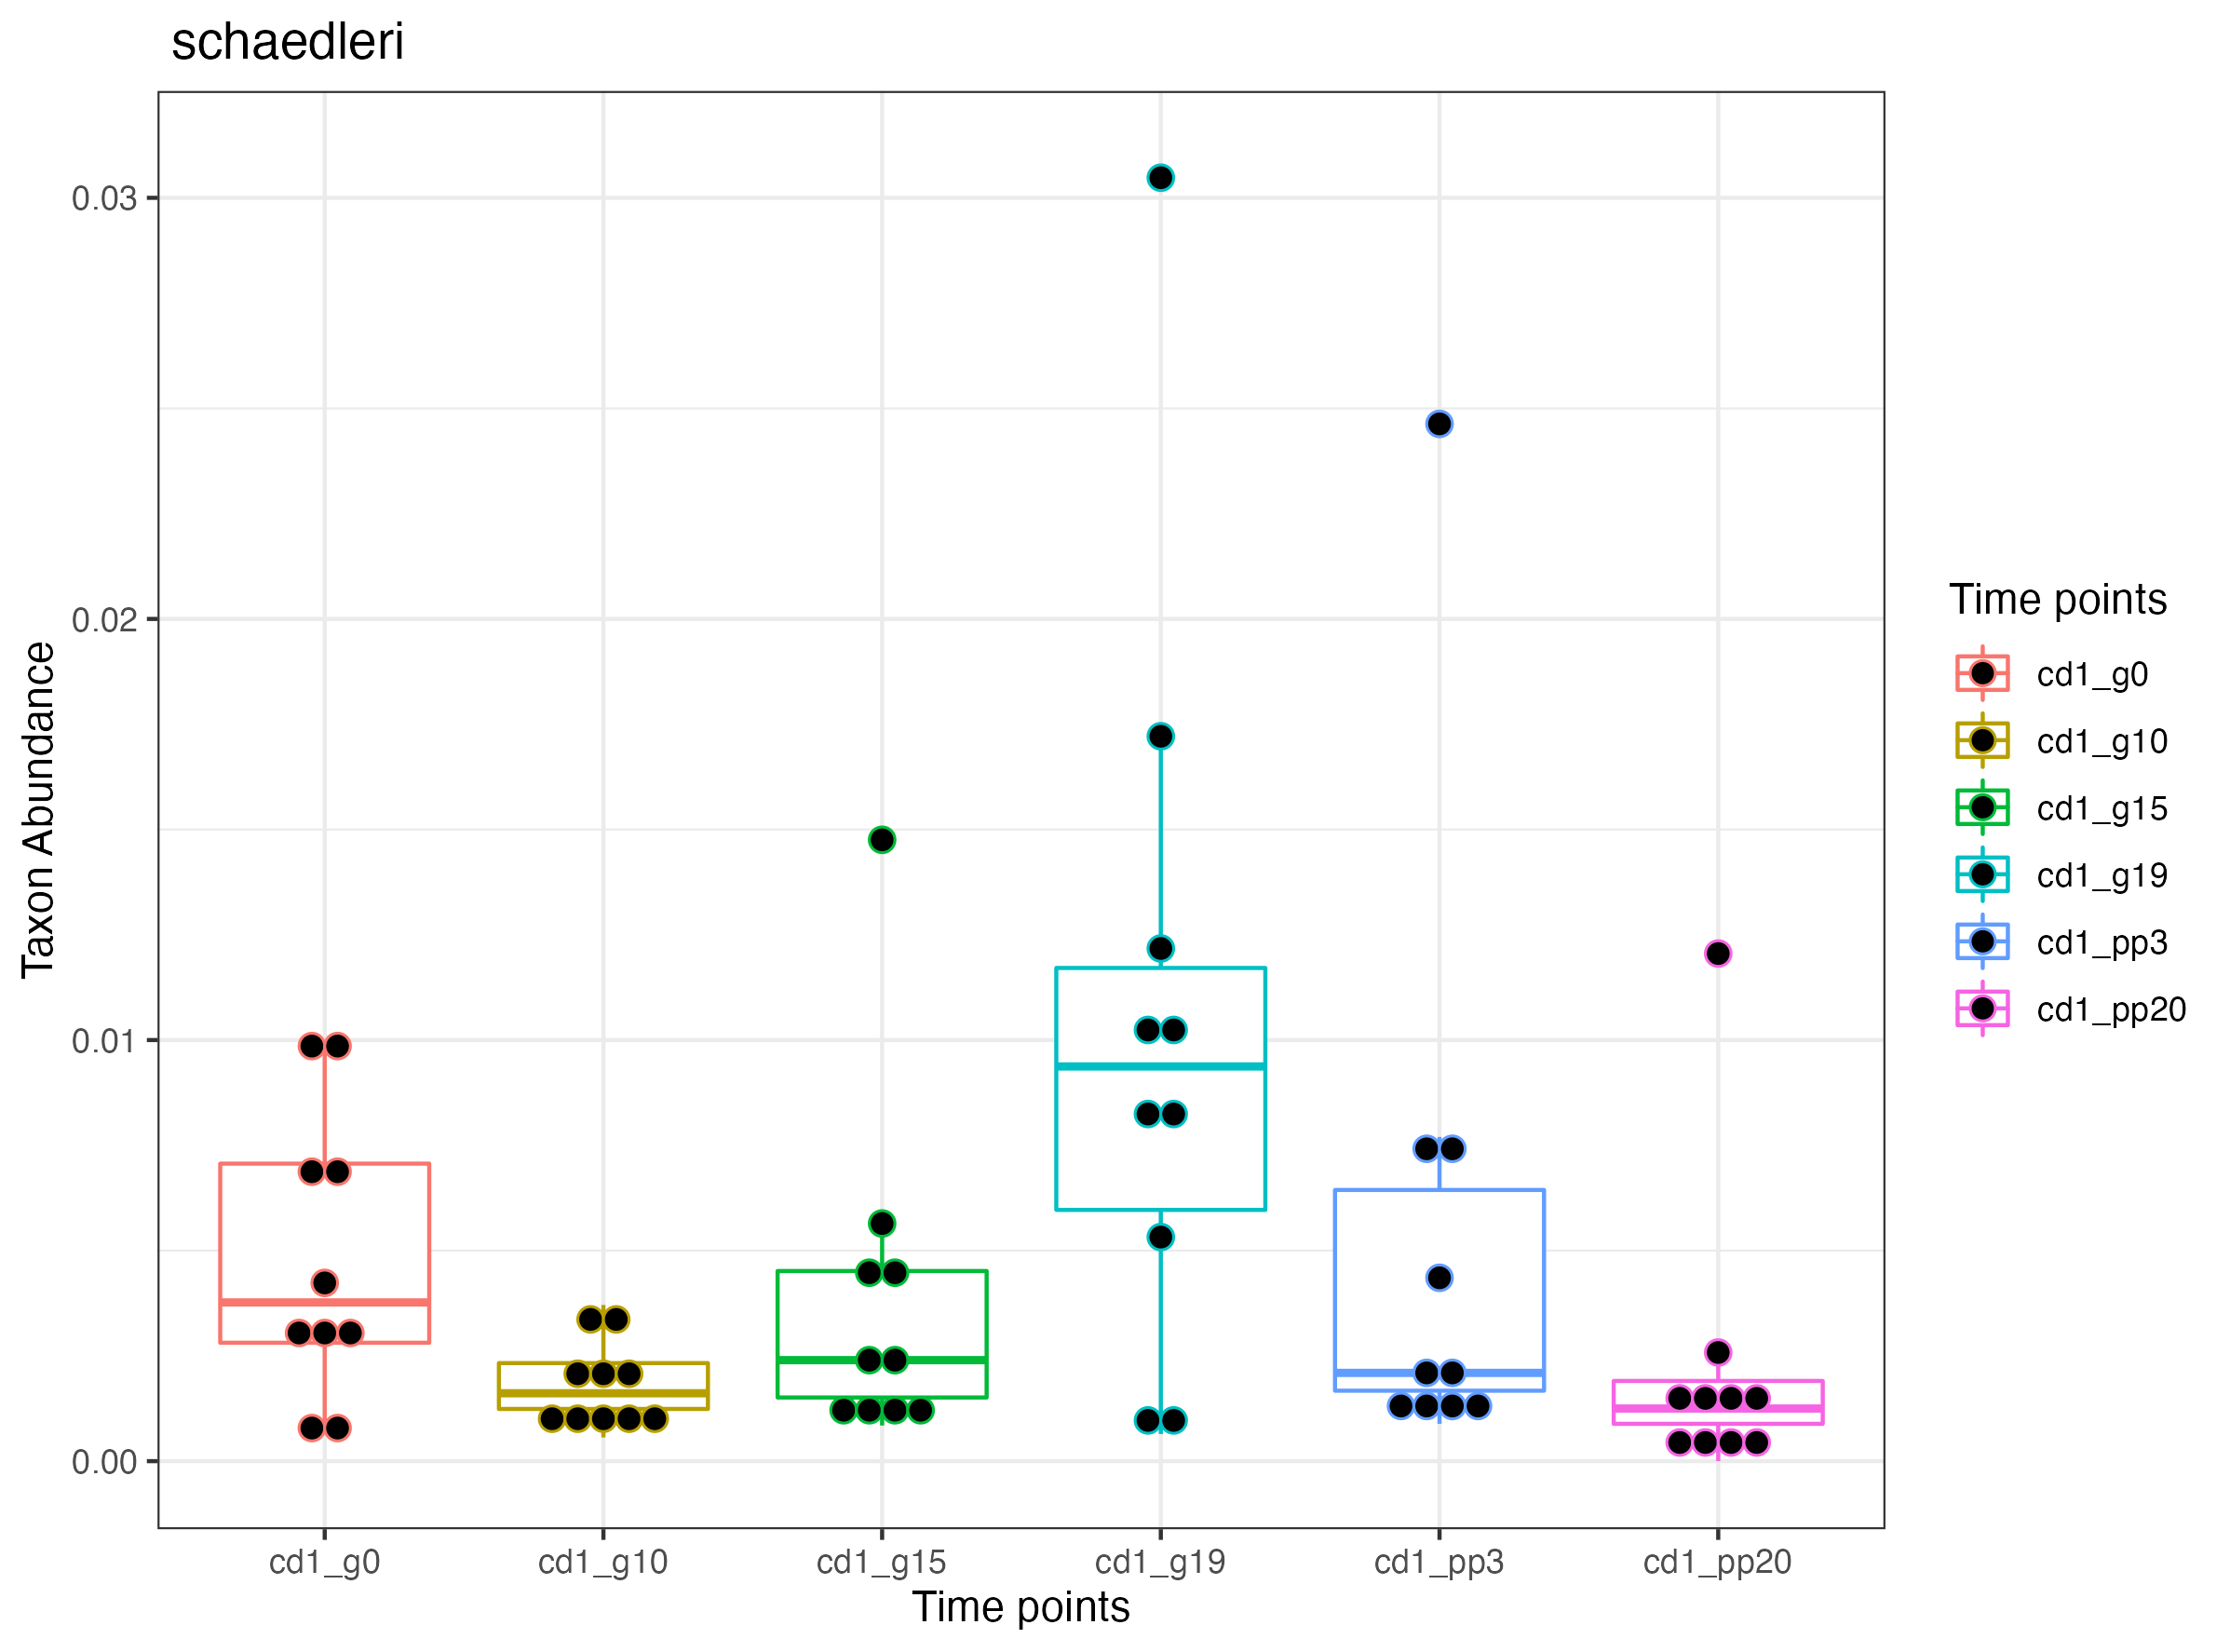 schaedleri
Taxon Abundance
0.03
0.02
0.01
0.00
cd1_g0 cd1_g10 cd1_g15 cd1_g19 cd1_pp3 cd1_pp20
Time points
Time points
cd1_g0
cd1_g10
cd1_g15
cd1_g19
cd1_pp3
cd1_pp20